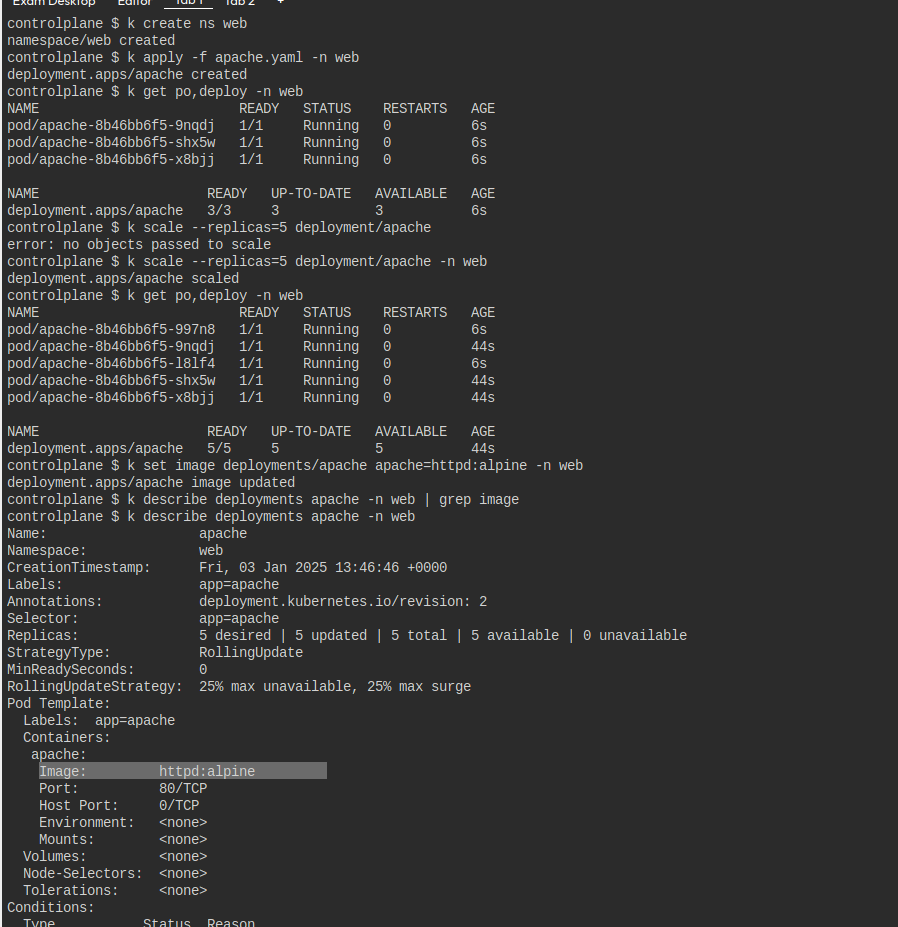 Exam Desktop Editor Tab 1 Tab 2 +
controlplane $ k create ns web
namespace/web created
controlplane $ k apply -f apache.yaml -n web
deployment.apps/apache created
controlplane $ k get po,deploy -n web
NAME READY STATUS RESTARTS AGE
pod/apache-8b46bb6f5-9nqdj 1/1 Running 0 6s
pod/apache-8b46bb6f5-shx5w 1/1 Running 0 6s
pod/apache-8b46bb6f5-x8bjj 1/1 Running 0 6s
NAME READY UP-TO-DATE AVAILABLE AGE
deployment.apps/apache 3/3 3 3 6s
controlplane $ k scale --replicas=5 deployment/apache
error: no objects passed to scale
controlplane $ k scale --replicas=5 deployment/apache -n web
deployment.apps/apache scaled
controlplane $ k get po,deploy -n web
NAME READY STATUS RESTARTS AGE
pod/apache-8b46bb6f5-997n8 1/1 Running 0 6s
pod/apache-8b46bb6f5-9nqdj 1/1 Running 0 44s
pod/apache-8b46bb6f5-l8lf4 1/1 Running 0 6s
pod/apache-8b46bb6f5-shx5w 1/1 Running 0 44s
pod/apache-8b46bb6f5-x8bjj 1/1 Running 0 44s
NAME READY UP-TO-DATE AVAILABLE AGE
deployment.apps/apache 5/5 5 5 44s
controlplane $ k set image deployments/apache apache=httpd:alpine -n web
deployment.apps/apache image updated
controlplane $ k describe deployments apache -n web | grep image
controlplane $ k describe deployments apache -n web
Name: apache
Namespace: web
CreationTimestamp: Fri, 03 Jan 2025 13:46:46 +0000
Labels: app=apache
Annotations: deployment.kubernetes.io/revision: 2
Selector: app=apache
Replicas: 5 desired | 5 updated | 5 total | 5 available | 0 unavailable
StrategyType: RollingUpdate
MinReadySeconds: 0
RollingUpdateStrategy: 25% max unavailable, 25% max surge
Pod Template:
Labels: app=apache
Containers:
apache:
Image: httpd:alpine
Port: 80/TCP
Host Port: 0/TCP
Environment: <none>
Mounts: <none>
Volumes: <none>
Node-Selectors: <none>
Tolerations: <none>
Conditions:
Type Status Reason